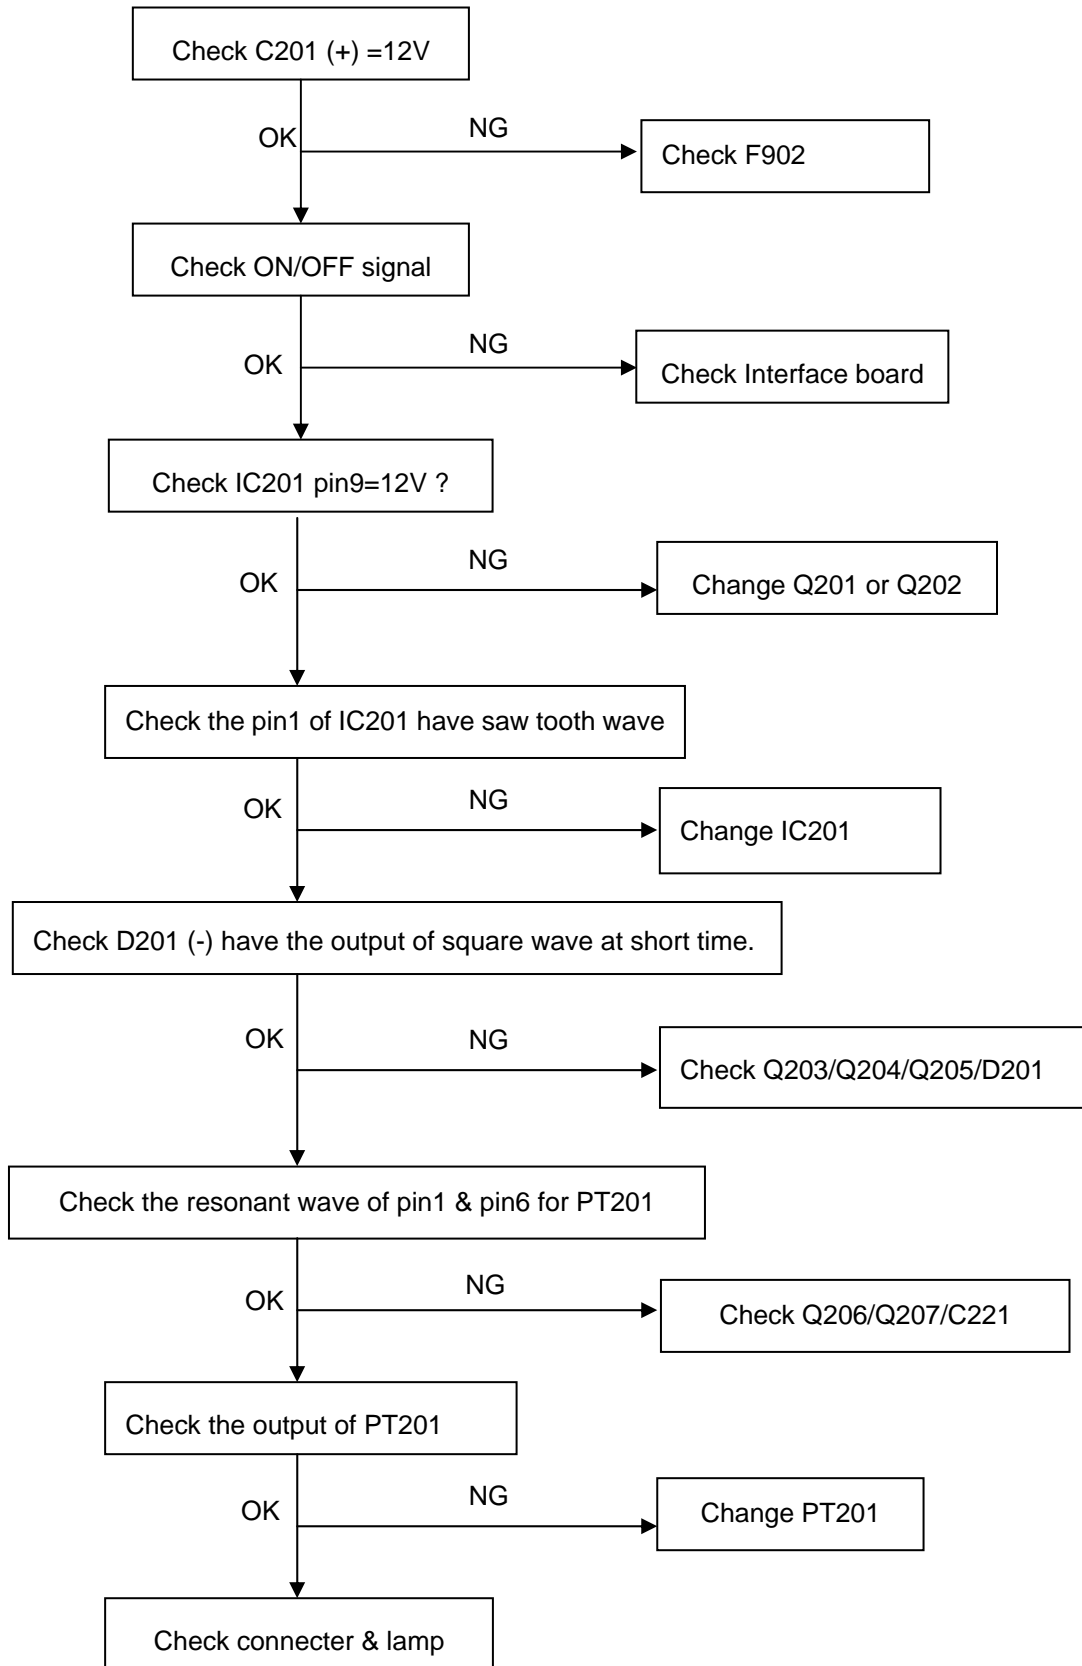 Check C201 (+) =12V
OK
NG
Check F902
Check ON/OFF signal
OK
NG
Check Interface board
Check IC201 pin9=12V ?
OK
NG
Change Q201 or Q202
Check the pin1 of IC201 have saw tooth wave
OK
NG
Change IC201
Check D201 (-) have the output of square wave at short time.
OK
NG
Check Q203/Q204/Q205/D201
Check the resonant wave of pin1 & pin6 for PT201
OK
NG
Check Q206/Q207/C221
Check the output of PT201
OK
NG
Change PT201
Check connecter & lamp